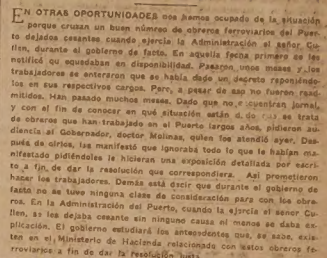 EN OTRAS OPORTUNIDADES nos hemos ocupado de la situación
porque cruzan un buen número de obreros ferroviarios del Puer-
to dejados cesantes cuando ejercía la Administración el señor Cu-
llen, durante el gobierno de facto. En aquella fecha primero se les
notificó qu equedaban en disponibilidad. Pasaron unos meses y los
trabajadores se enteraron que se había dado un decreto reponiéndo-
los en sus respectivos cargos. Pero, a pesar de eso no fueron read-
mitidos. Han pasado muchos meses. Dado que no encuentran jornal,
y con el fin de conocer en qué situación están se trata
de obreros que han trabajado en el Puerto largos años, pidieron au-
diencia al Gobernador, doctor Molinas, quien fos atendió ayer. Des-
pués de oirlos, les manifestó que ignoraba todo lo que le habían ma-
nifestado pidiéndoles le hicieran una exposición detallada por escri-
to a fin de dar la resolución que correspondiera. Así prometieron
hacer los trabajadores. Demás está decir que durante el gobierno de
facto no se tuvo ninguna clase de consideración para con los obre-
ros. En la Administración del Puerto, cuando la ejercía el señor Cu-
llen, se les dejaba cesante sin ninguna causa ni menos se daba ex-
plicación. El gobierno estudiará los antecedentes que, se sabe, exis-
ten en el Ministerio de Hacienda relacionado con estos obreros fe-
rroviarios a fin de dar la resolución justa